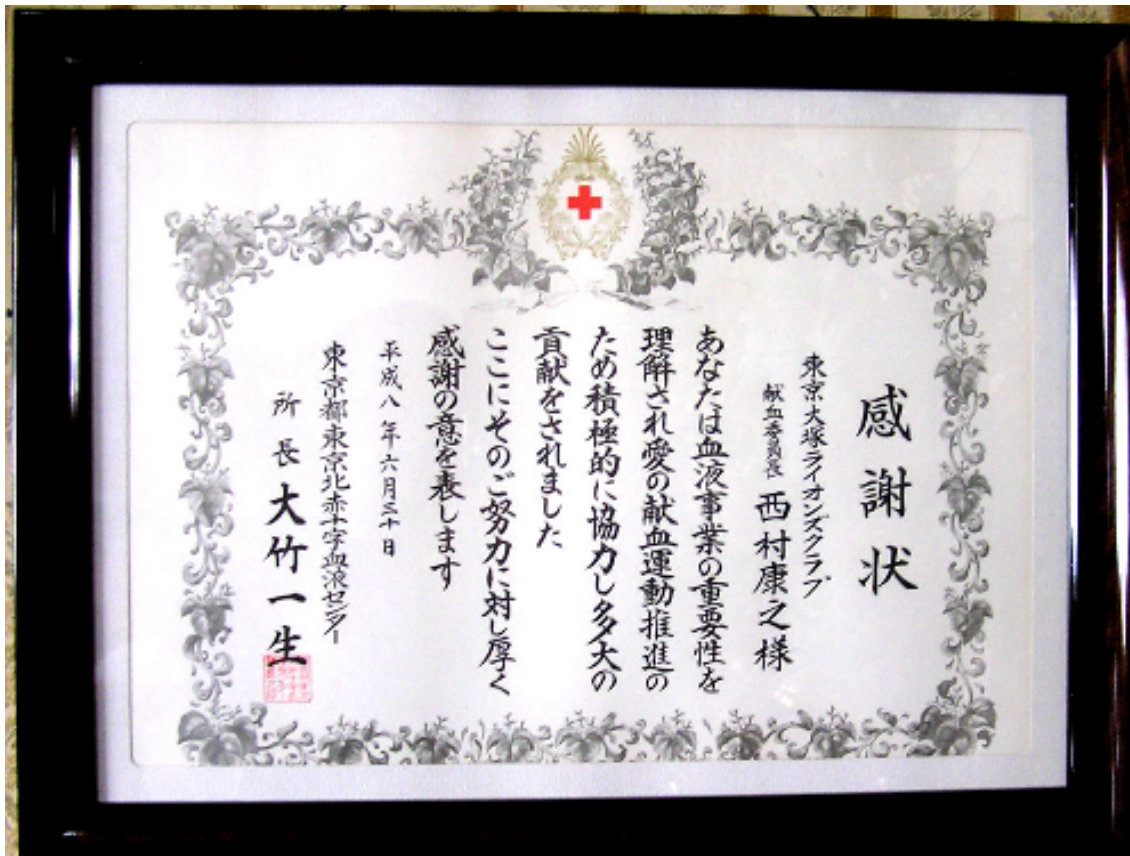 感謝状
東京大塚ライオンズクラブ
献血委員長 西村康之様
あなたは血液事業の重要性を
理解され愛の献血運動推進の
ため積極的に協力し多大の
貢献をされました
ここにそのご努力に対し厚く
感謝の意を表します
平成八年六月三十日
東京都東京北赤十字血液センター
所長 大竹一生